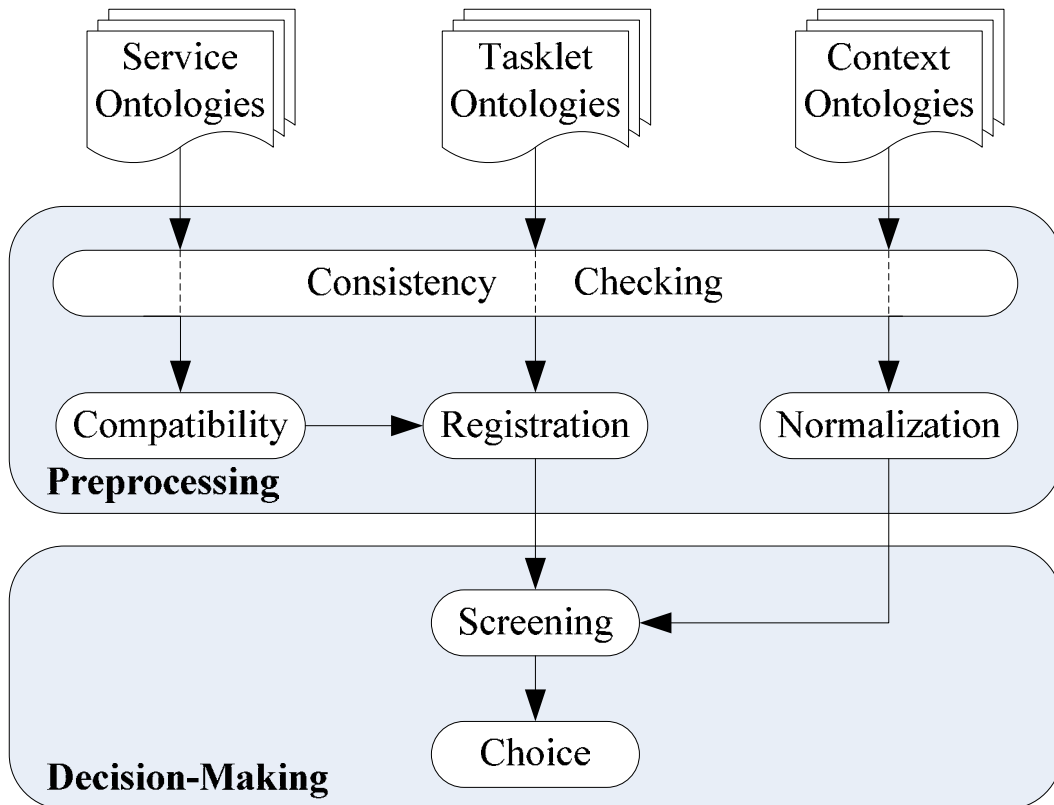 Service
Ontologies
Tasklet
Ontologies
Context
Ontologies
Consistency Checking
Compatibility
Registration
Normalization
Preprocessing
Screening
Choice
Decision-Making